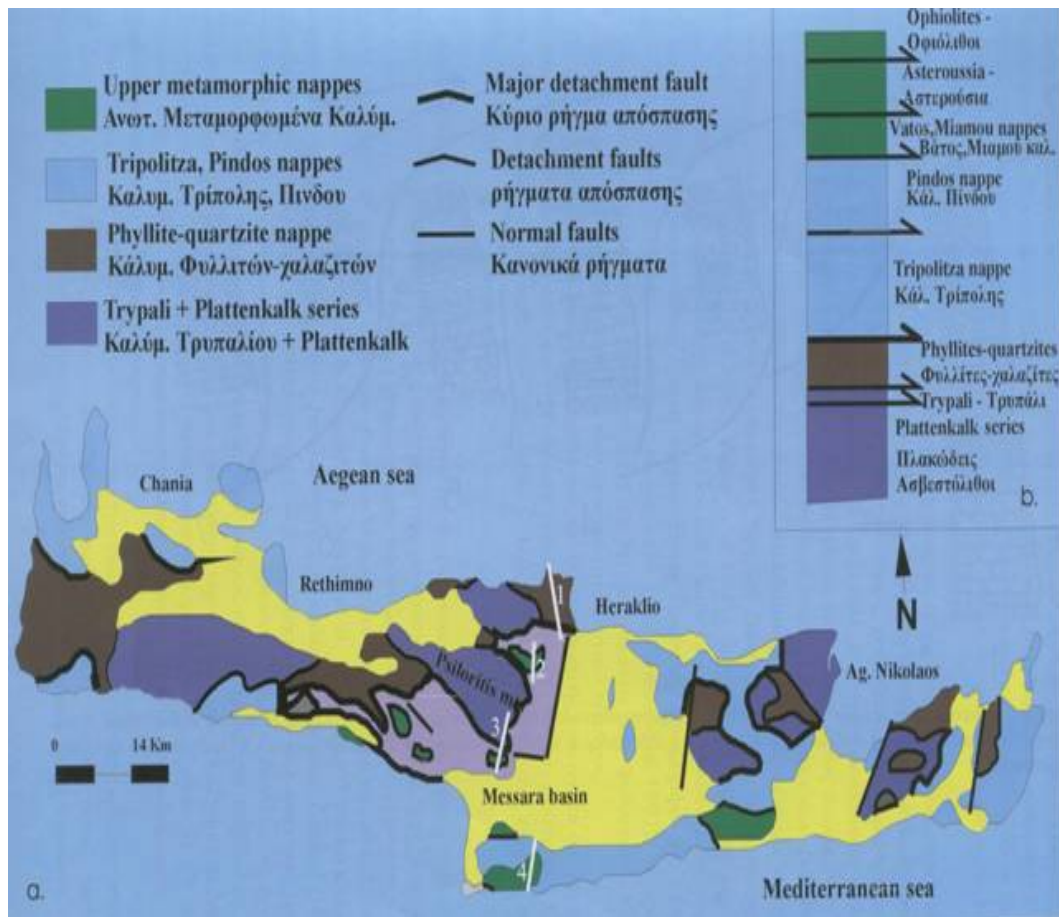 Upper metamorphic nappes
Ανωτ. Μεταμορφωμένα Καλύμ.
Tripolitza, Pindos nappes
Καλυμ. Τρίπολης, Πινδου
Phyllite-quartzite nappe
Κάλυμ. Φυλλιτών-χαλαζιτών
Trypali + Plattenkalk series
Καλύμ. Τρυπαλίου + Plattenkalk
Major detachment fault
Κύριο ρήγμα απόσπασης
Detachment faults
ρήγματα απόσπασης
Normal faults
Κανονικά ρήγματα
Ophiolites -
Οφιόλιθοι
Asteroussia -
Αστερούσια
Vatos,Miamou nappes
Βάτος,Μιαμού καλ.
Pindos nappe
Κάλ. Πίνδου
Tripolitza nappe
Κάλ. Τρίπολης
Phyllites-quartzites
Φυλλίτες-χαλαζίτες
Trypali - Τρυπάλι
Plattenkalk series
Πλακώδεις
Ασβεστόλιθοι
b.
Chania
Aegean sea
Rethimno
Heraklio
N
1
2
Psiloritis m
Ag. Nikolaos
3
0 14 Km
Messara basin
4
a.
Mediterranean sea